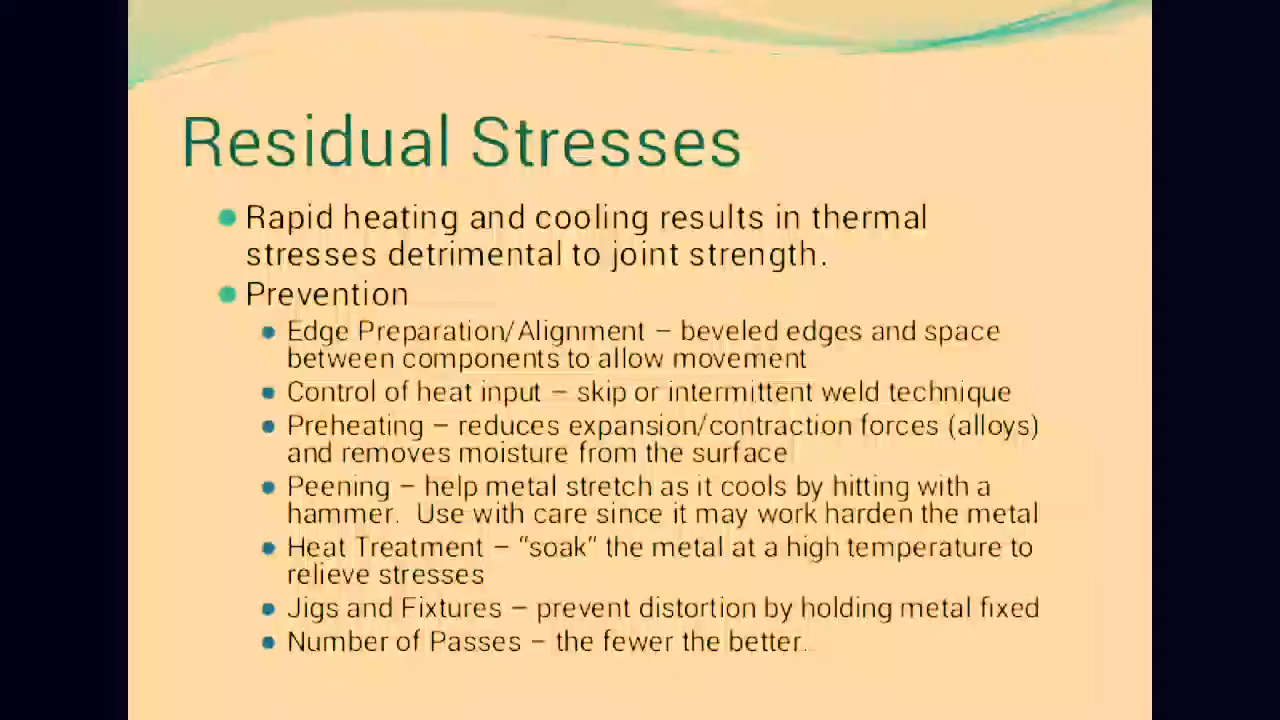 Residual Stresses
Rapid heating and cooling results in thermal
stresses detrimental to joint strength.
Prevention
Edge Preparation/Alignment – beveled edges and space
between components to allow movement
Control of heat input – skip or intermittent weld technique
Preheating – reduces expansion/contraction forces (alloys)
and removes moisture from the surface
Peening – help metal stretch as it cools by hitting with a
hammer.  Use with care since it may work harden the metal
Heat Treatment – “soak” the metal at a high temperature to
relieve stresses
Jigs and Fixtures – prevent distortion by holding metal fixed
Number of Passes – the fewer the better.